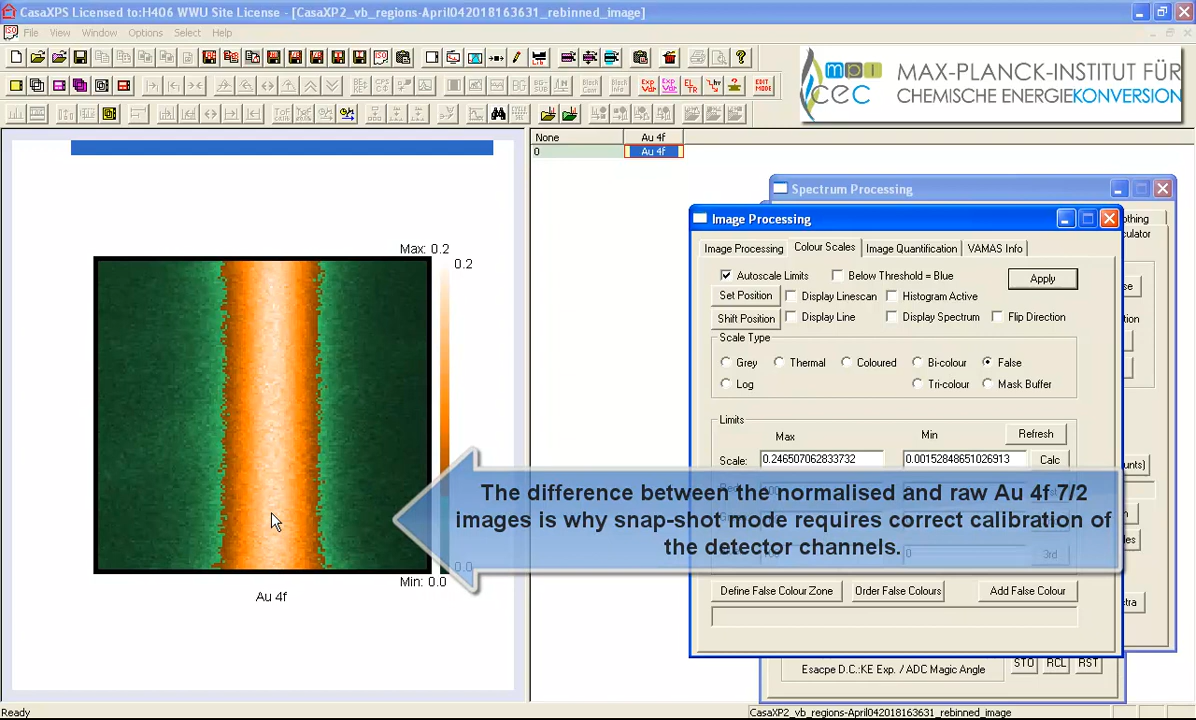 CasaXPS Licensed to:H406 WWU Site License - [CasaXP2_vb_regions-April042018163631_rebinned_image]
File View Window Options Select Help
MAX-PLANCK-INSTITUT FÜR
CHEMISCHE ENERGIEKONVERSION
mpi
cec
None Au 4f
0 Au 4f
Max: 0.2
0.2
0.0
Min: 0.0
Au 4f
Spectrum Processing
Image Processing
Image Processing Colour Scales Image Quantification VAMAS Info
Autoscale Limits Below Threshold = Blue Apply
Set Position Display Linescan Histogram Active
Shift Position Display Line Display Spectrum Flip Direction
Scale Type
Grey Thermal Coloured Bi-colour False
Log Tri-colour Mask Buffer
Limits
Max Min Refresh
Scale: 0.246507062833732 0.00152848651026913 Calc
The difference between the normalised and raw Au 4f 7/2
images is why snap-shot mode requires correct calibration of
the detector channels.
3rd
Define False Colour Zone Order False Colours Add False Colour
Esacpe D.C.:KE Exp. / ADC Magic Angle STO RCL RST
Ready CasaXP2_vb_regions-April042018163631_rebinned_image